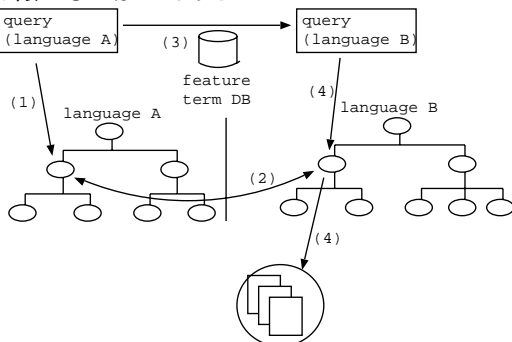 query
(language A)
(3)
query
(language B)
feature
term DB
(1)
language A
(4)
language B
(2)
(4)